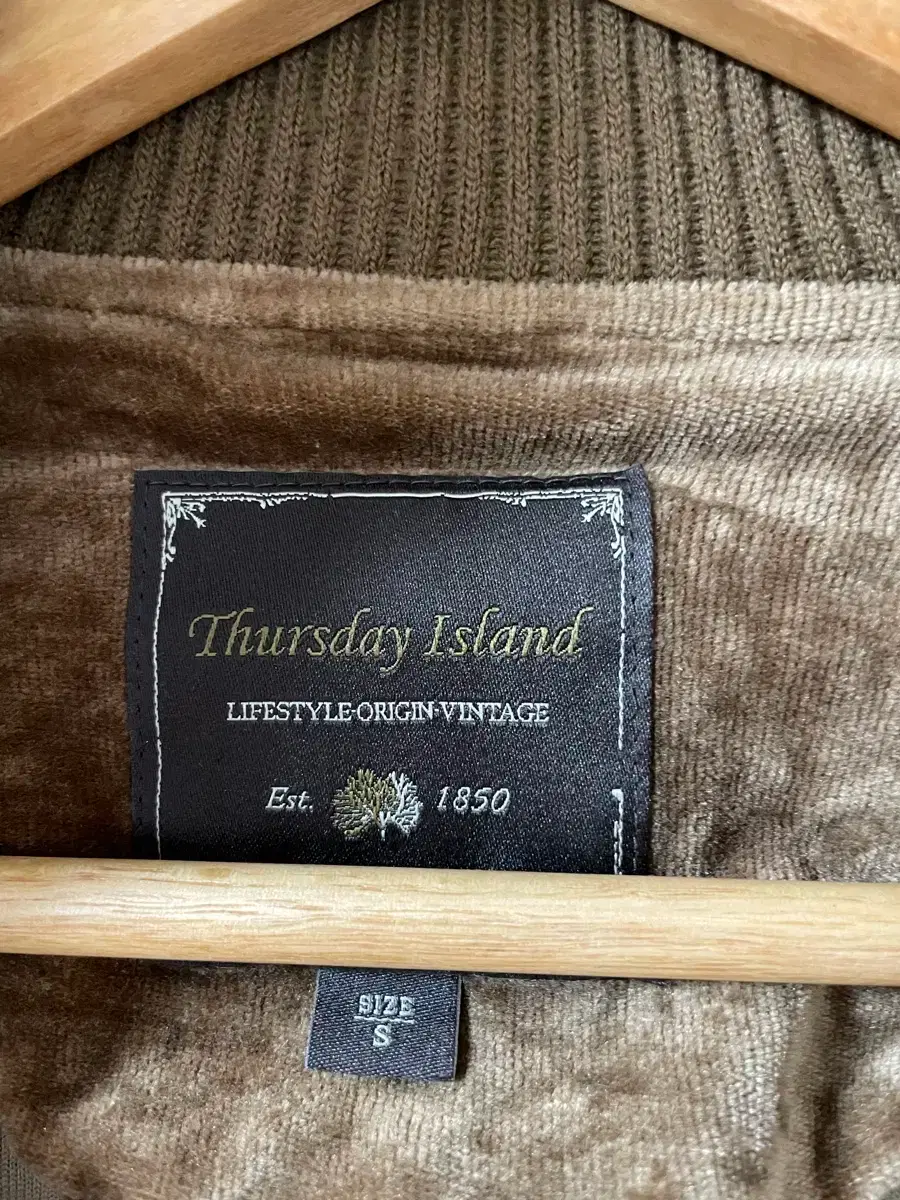 Thursday Island
LIFESTYLE·ORIGIN·VINTAGE
Est. 1850
SIZE
S